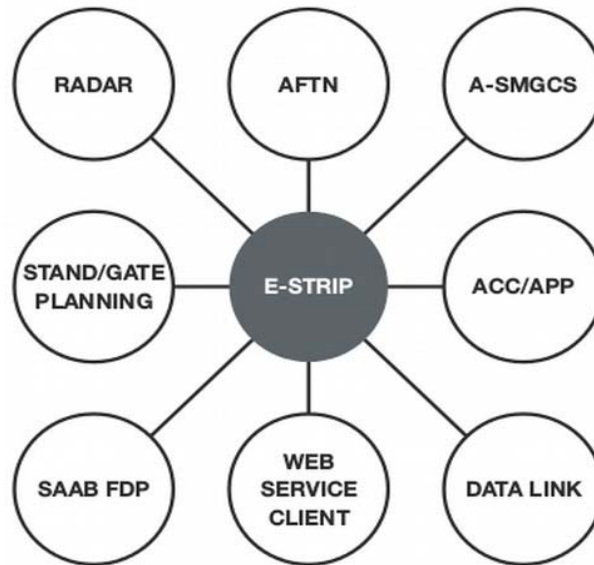 RADAR
AFTN
A-SMGCS
STAND/GATE
PLANNING
E-STRIP
ACC/APP
SAAB FDP
WEB
SERVICE
CLIENT
DATA LINK